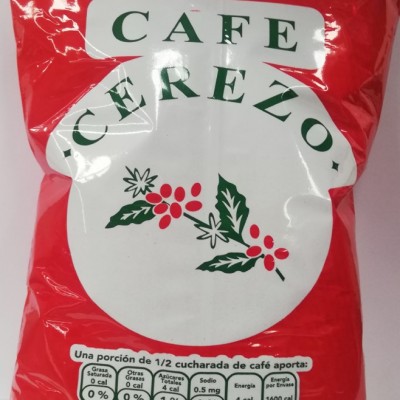 CAFE
·CEREZO·
Una porción de 1/2 cucharada de café aporta:
Grasa Saturada 0 cal 0 %
Otras Grasas 0 cal 0 %
Azúcares Totales 4 cal
Sodio 0.5 mg
Energía
Energía por Envase 1600 cal